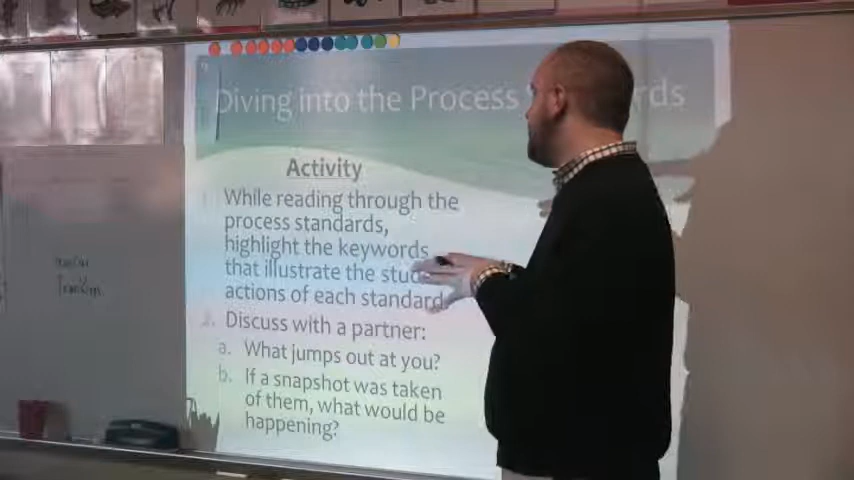 Diving into the Process rds
Activity
While reading through the
process standards,
highlight the keywords
that illustrate the stu
actions of each standard
2. Discuss with a partner:
a. What jumps out at you?
b. If a snapshot was taken
of them, what would be
happening?